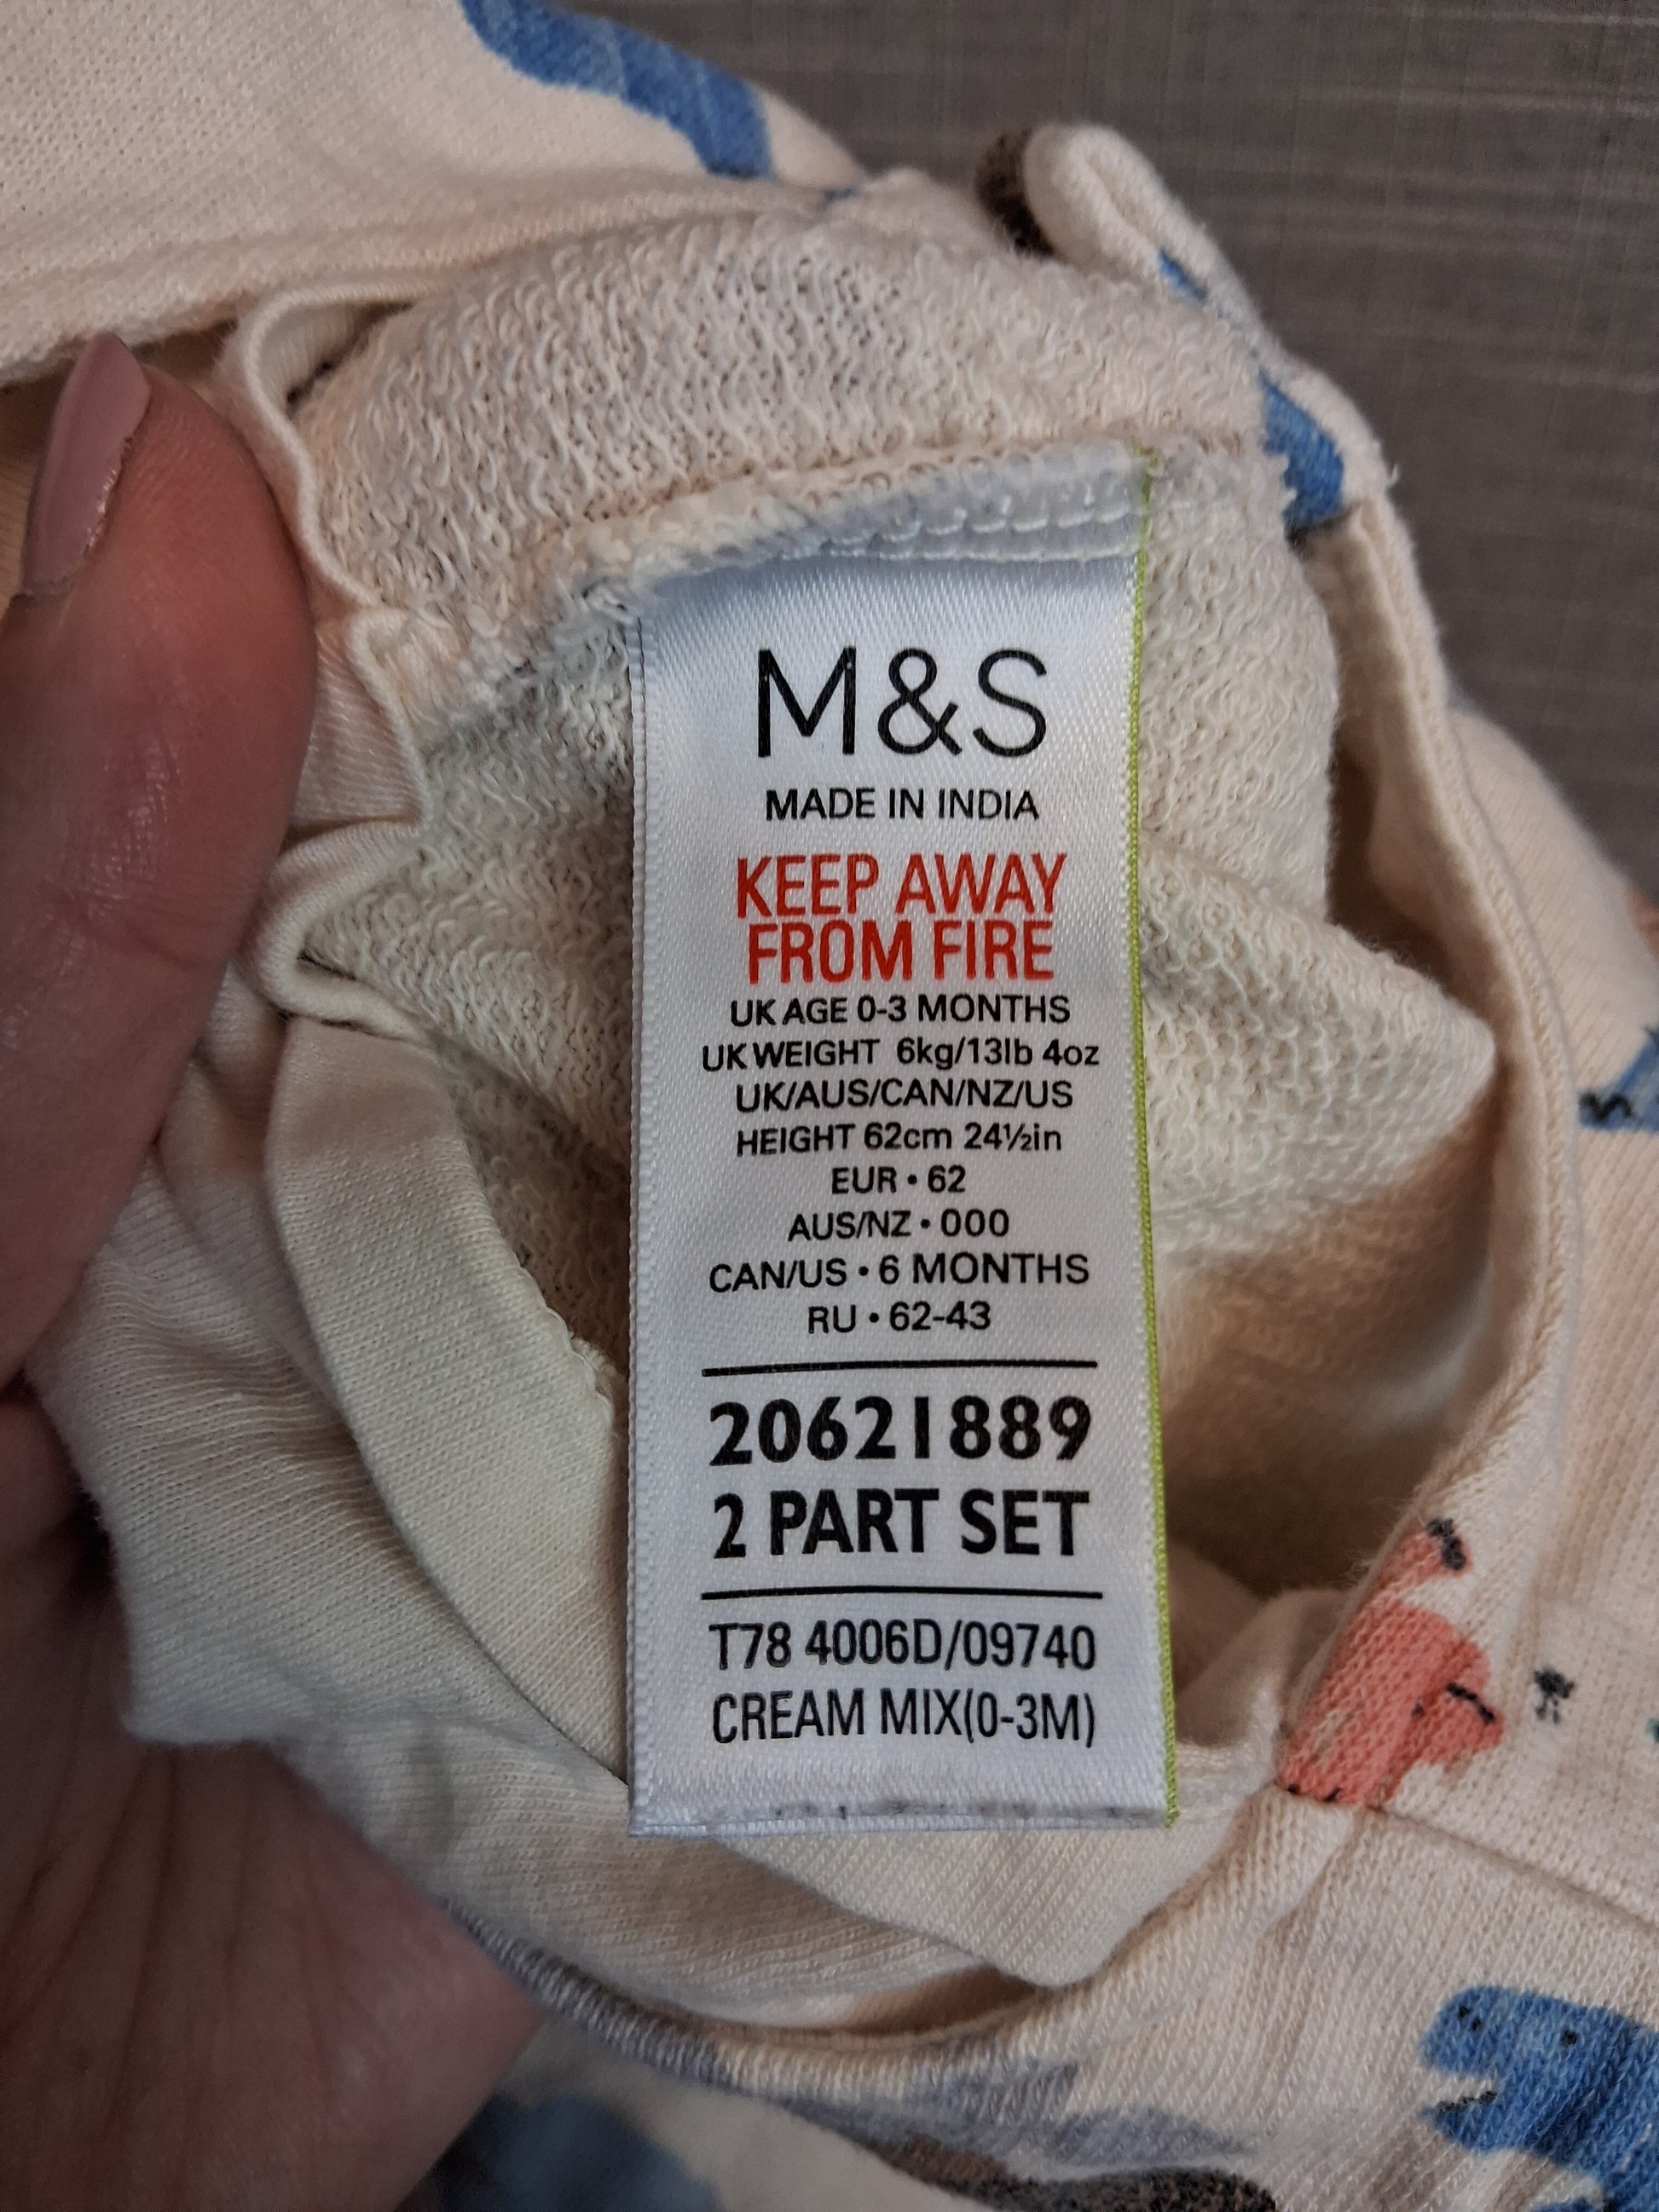 M&S
MADE IN INDIA
KEEP AWAY
FROM FIRE
UK AGE 0-3 MONTHS
UK WEIGHT 6kg/13lb 4oz
UK/AUS/CAN/NZ/US
HEIGHT 62cm 24½in
EUR • 62
AUS/NZ • 000
CAN/US • 6 MONTHS
RU • 62-43
20621889
2 PART SET
T78 4006D/09740
CREAM MIX(0-3M)